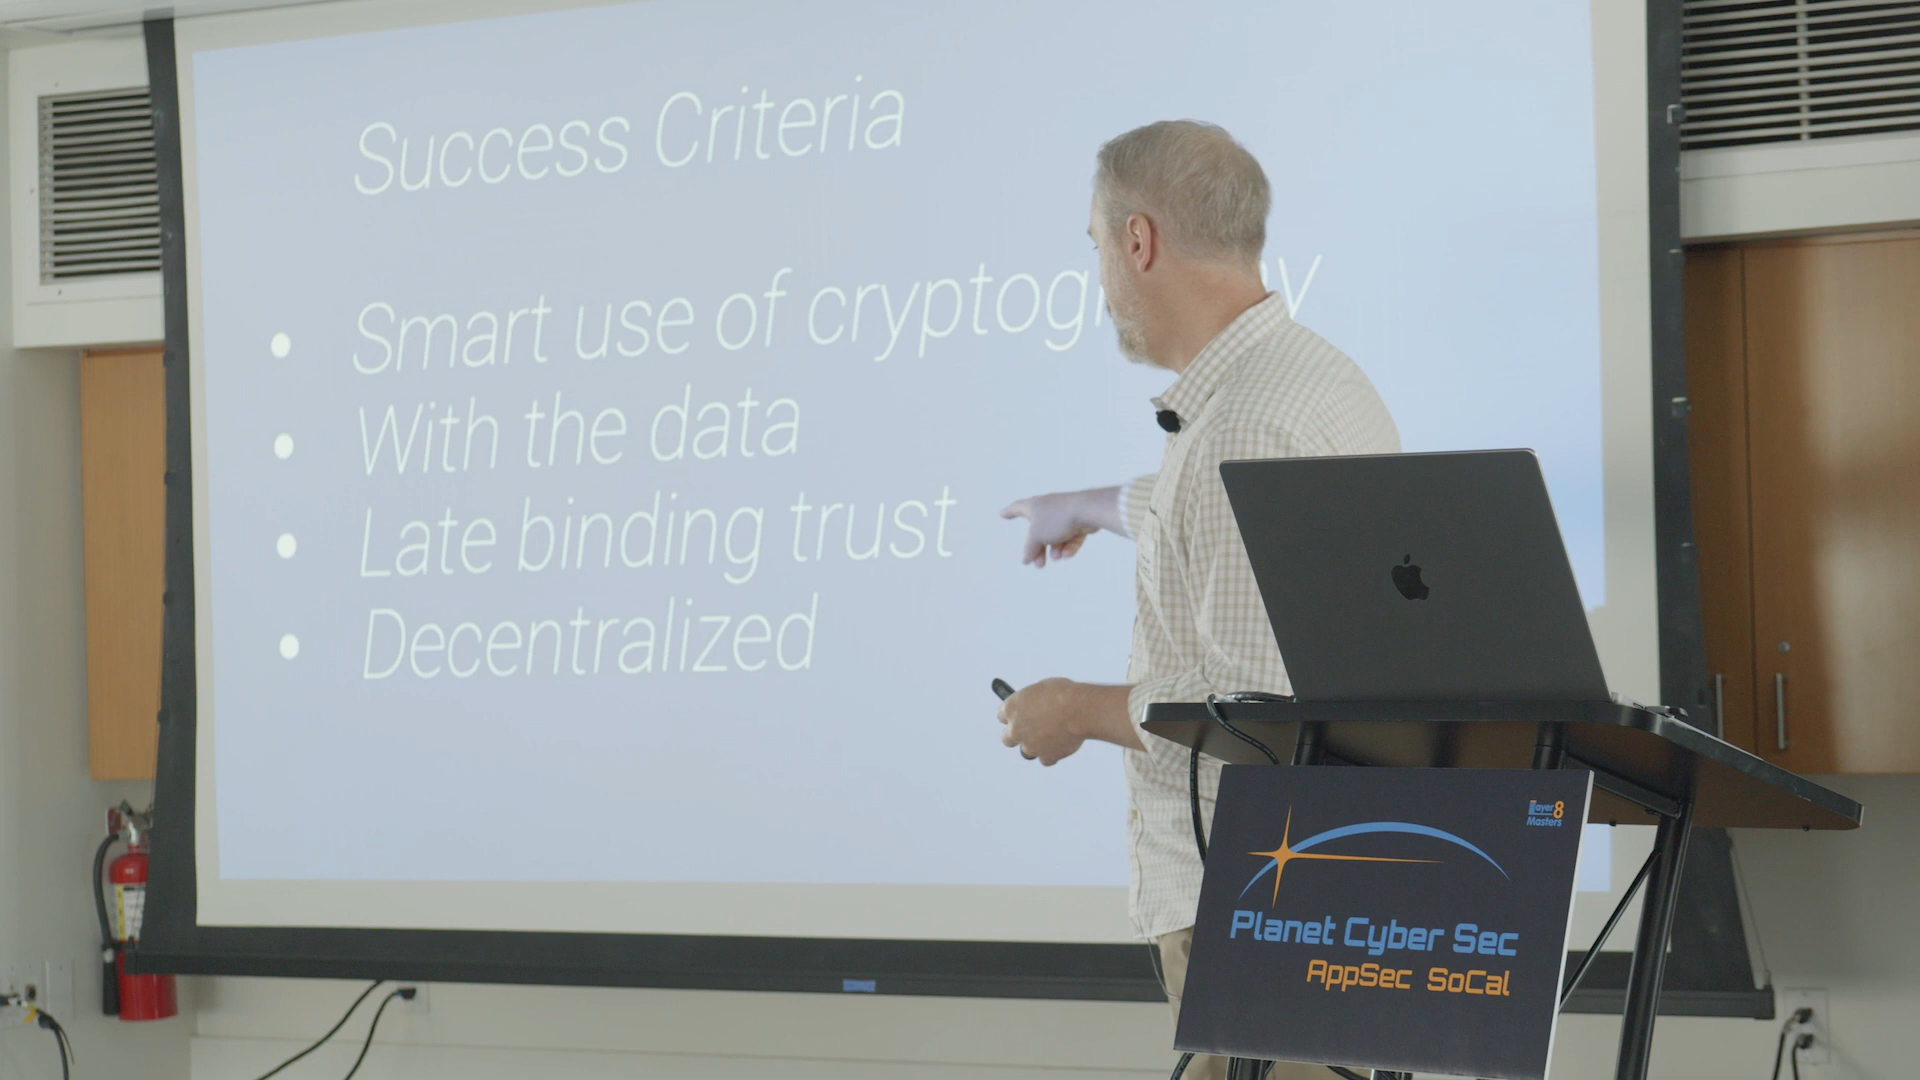 Success Criteria
Smart use of
With the data
Late binding trust
Decentralized
Layer 8
Masters
Planet Cyber Sec
AppSec SoCal